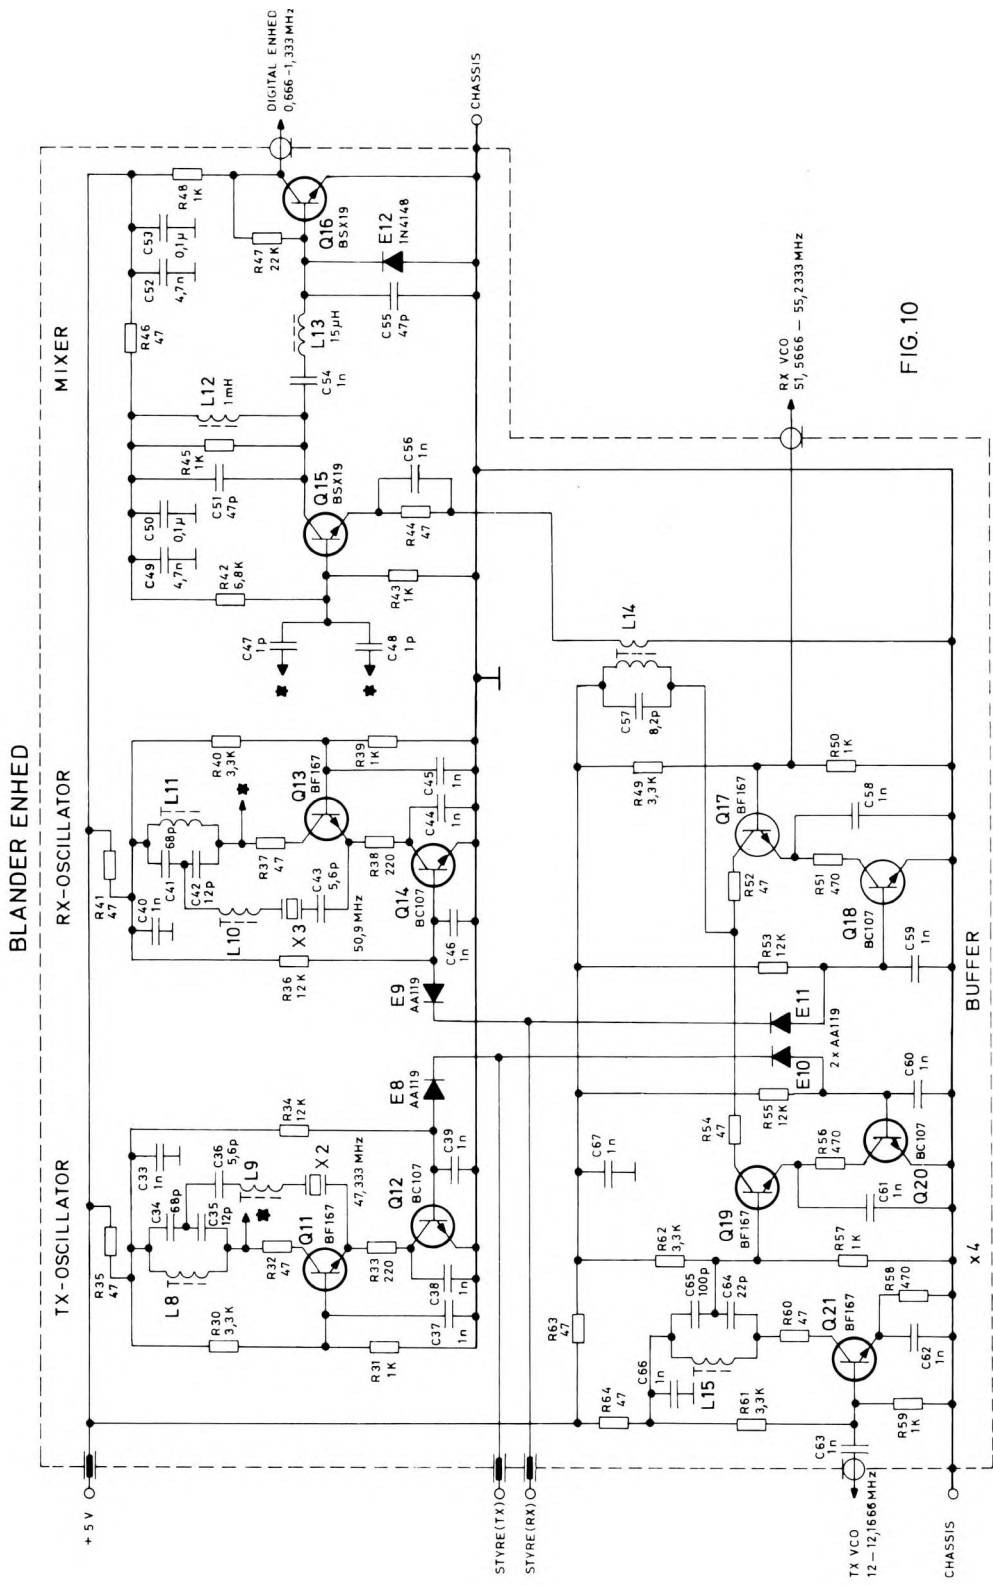 BLANDER ENHED
TX-OSCILLATOR
RX-OSCILLATOR
MIXER
+ 5 V
R35
47
R41
47
DIGITAL ENHED
0,666-1,333 MHz
C33
1n
C34
68p
C35
12p
C36
5,6p
L8
L9
R30
3,3K
R32
47
X2
47,333 MHz
Q11
BF167
R34
12K
R33
220
Q12
BC107
R31
1K
C37
1n
C38
1n
C39
1n
E8
AA119
C40
1n
C41
68p
C42
12p
L11
L10
R40
3,3K
R37
47
X3
50,9 MHz
C43
5,6p
Q13
BF167
R36
12K
R38
220
R39
1K
Q14
BC107
C44
1n
C45
1n
C46
1n
E9
AA119
C47
1p
C48
1p
C49
4,7n
C50
0,1µ
R42
6,8K
R43
1K
C51
47p
R45
1K
L12
1mH
Q15
BSX19
R44
47
C56
1n
R46
47
C54
1n
L13
15µH
C52
4,7n
C53
0,1µ
R48
1K
R47
22K
Q16
BSX19
C55
47p
E12
1N4148
CHASSIS
STYRE(TX)
STYRE(RX)
R63
47
R64
47
C66
1n
L15
C65
100p
C64
22p
R62
3,3K
R61
3,3K
R60
47
Q21
BF167
C63
1n
R59
1K
C62
1n
R58
470
R57
1K
TX VCO
12-12,1666MHz
CHASSIS
x 4
C67
1n
R54
47
Q19
BF167
R55
12K
R56
470
C61
1n
Q20
BC107
C60
1n
E10
E11
2 x AA119
BUFFER
R53
12K
R52
47
Q17
BF167
R51
470
Q18
BC107
C59
1n
C58
1n
R49
3,3K
R50
1K
C57
8,2p
L14
RX VCO
51,5666 – 55,2333 MHz
FIG.10